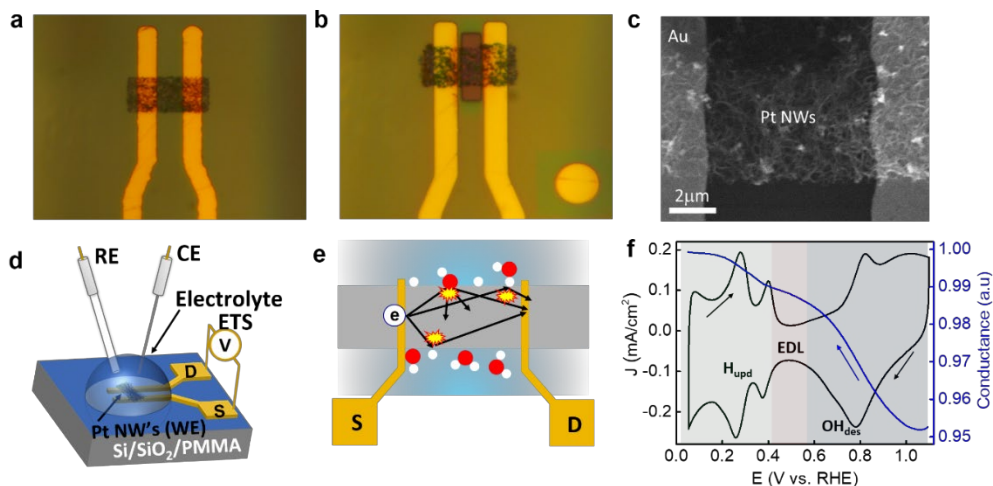 a
b
c
Au
Pt NWs
2μm
d
RE
CE
Electrolyte
ETS
V
D
S
Pt NW's (WE)
Si/SiO₂/PMMA
e
e
S
D
f
0.2
0.1
0.0
-0.1
-0.2
J (mA/cm²)
H_upd
EDL
OH_des
1.00
0.99
0.98
0.97
0.96
0.95
Conductance (a.u)
0.0 0.2 0.4 0.6 0.8 1.0
E (V vs. RHE)